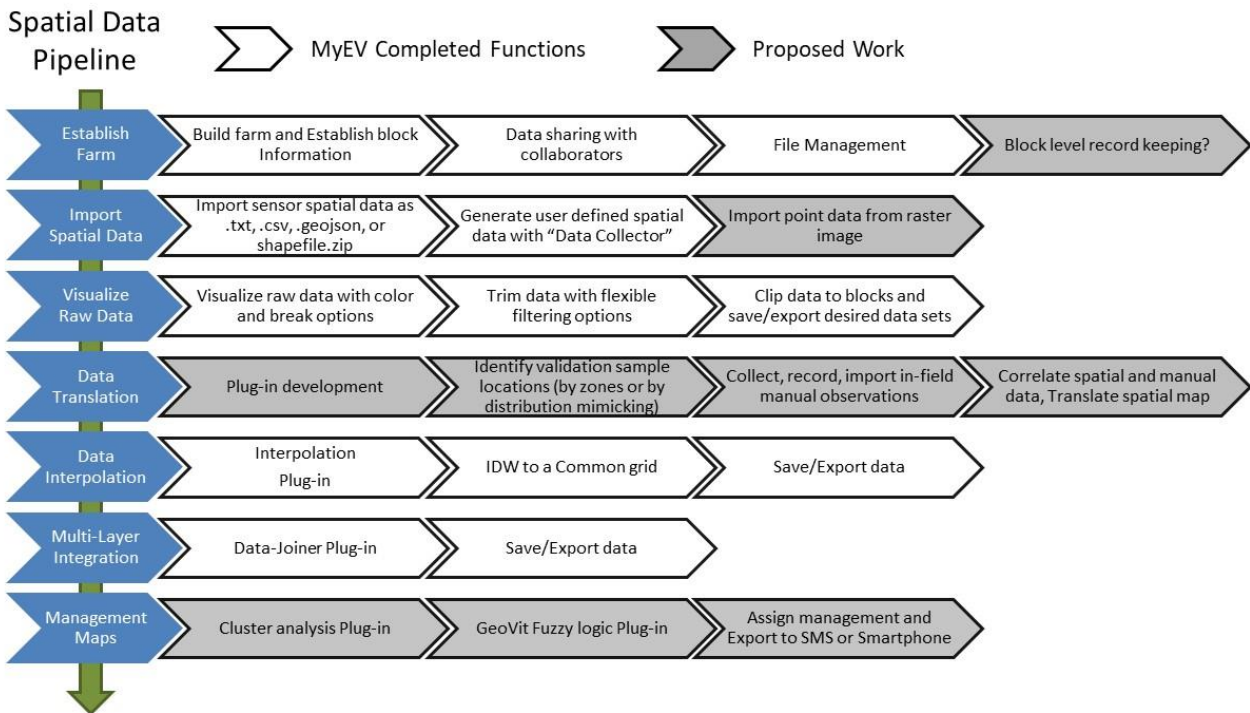 Spatial Data
Pipeline
MyEV Completed Functions
Proposed Work
Establish
Farm
Build farm and Establish block
Information
Data sharing with
collaborators
File Management
Block level record keeping?
Import
Spatial Data
Import sensor spatial data as
.txt, .csv, .geojson, or
shapefile.zip
Generate user defined spatial
data with “Data Collector”
Import point data from raster
image
Visualize
Raw Data
Visualize raw data with color
and break options
Trim data with flexible
filtering options
Clip data to blocks and
save/export desired data sets
Data
Translation
Plug-in development
Identify validation sample
locations (by zones or by
distribution mimicking)
Collect, record, import in-field
manual observations
Correlate spatial and manual
data, Translate spatial map
Data
Interpolation
Interpolation
Plug-in
IDW to a Common grid
Save/Export data
Multi-Layer
Integration
Data-Joiner Plug-in
Save/Export data
Management
Maps
Cluster analysis Plug-in
GeoVit Fuzzy logic Plug-in
Assign management and
Export to SMS or Smartphone